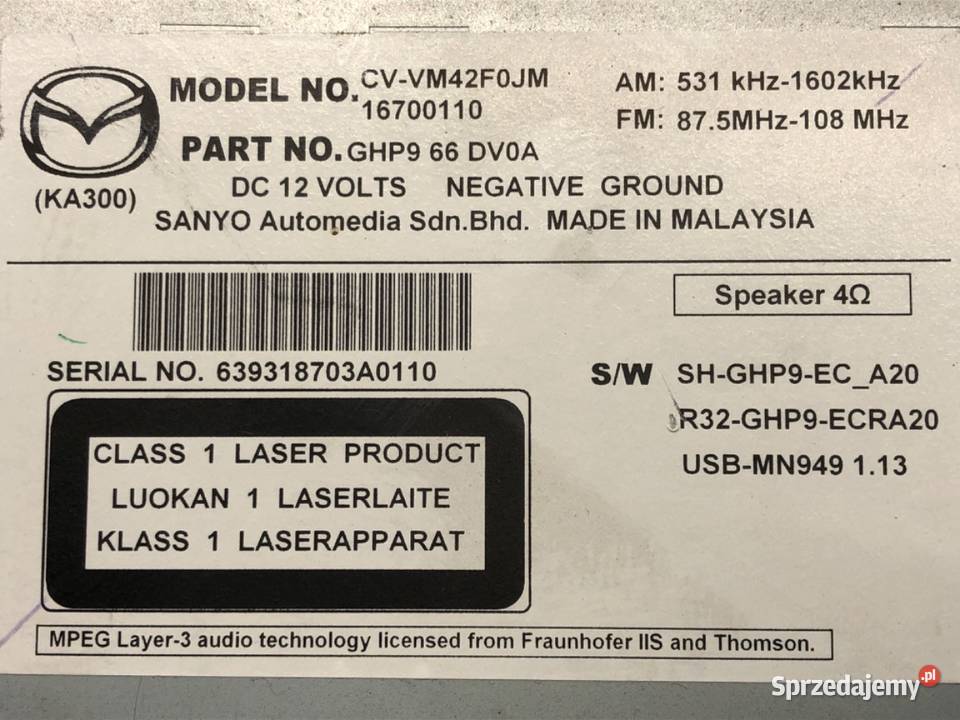 MODEL NO. CV-VM42F0JM
16700110
AM: 531 kHz-1602kHz
FM: 87.5MHz-108 MHz
PART NO. GHP9 66 DV0A
(KA300)
DC 12 VOLTS NEGATIVE GROUND
SANYO Automedia Sdn.Bhd. MADE IN MALAYSIA
Speaker 4Ω
SERIAL NO. 639318703A0110
S/W SH-GHP9-EC_A20
R32-GHP9-ECRA20
USB-MN949 1.13
CLASS 1 LASER PRODUCT
LUOKAN 1 LASERLAITE
KLASS 1 LASERAPPARAT
MPEG Layer-3 audio technology licensed from Fraunhofer IIS and Thomson.
Sprzedajemy.pl